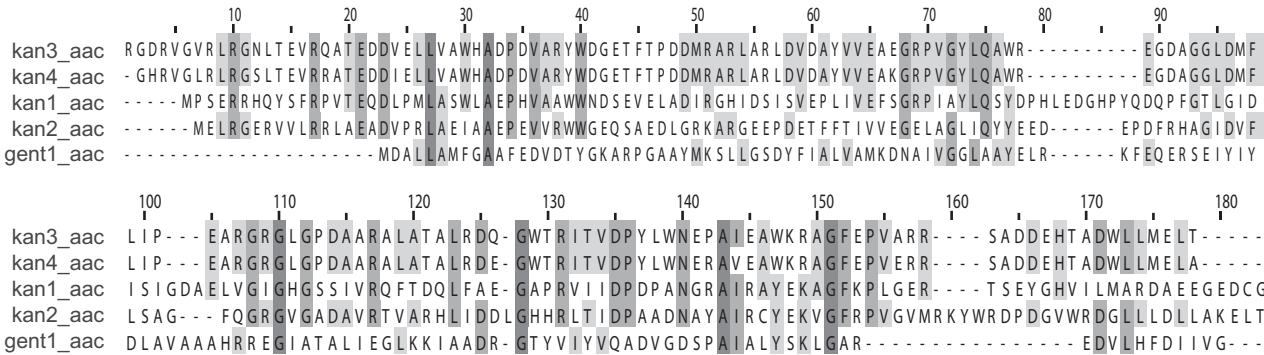 10 20 30 40 50 60 70 80 90
kan3_aac RGDRVGVRLRGNLTEVRQATEDDVELLVAWHADPDVARYWDGETFTPDDMRARLARLDVDAYVVEAEGRPVGYLQAWR----------EGDAGGLDMF
kan4_aac -GHRVGLRLRGSLTEVRRATEDDIELLVAWHADPDVARYWDGETFTPDDMRARLARLDVDAYVVEAKGRPVGYLQAWR----------EGDAGGLDMF
kan1_aac -----MPSERRHQYSFRPVTEQDLPMLASWLAEPHVAAWWNDSEVELADIRGHIDSISVEPLIVEFSGRPIAYLQSYDPHLEDGHPYQDQPFGTLGID
kan2_aac ------MELRGERVVLRRLAEADVPRLAEIAAEPEVVRWWGEQSAEDLGRKARGEEPDETFFTIVVEGELAGLIQYYEED------EPDFRHAGIDVF
gent1_aac ----------------------MDALLAMFGAAFEDVDTYGKARPGAAYMKSLLGSDYFIALVAMKDNAIVGGLAAYELR------KFEQERSEIYIY
100 110 120 130 140 150 160 170 180
kan3_aac LIP---EARGRGLGPDAARALATALRDQ-GWTRITVDPYLWNEPAIEAWKRAGFEPVARR----SADDEHTADWLLMELT-----
kan4_aac LIP---EARGRGLGPDAARALATALRDE-GWTRITVDPYLWNERAVEAWKRAGFEPVERR----SADDEHTADWLLMELA-----
kan1_aac ISIGDAELVGIGHGSSIVRQFTDQLFAE-GAPRVIIDPDPANGRAIRAYEKAGFKPLGER----TSEYGHVILMARDAEEGEDCG
kan2_aac LSAG---FQGRGVGADAVRTVARHLIDDLGHHRLTIDPAADNAYAIRCYEKVGFRPVGVMRKYWRDPDGVWRDGLLLDLLAKELT
gent1_aac DLAVAAAHRREGIATALIEGLKKIAADR-GTYVIYVQADVGDSPAIALYSKLGAR---------------EDVLHFDIIVG---